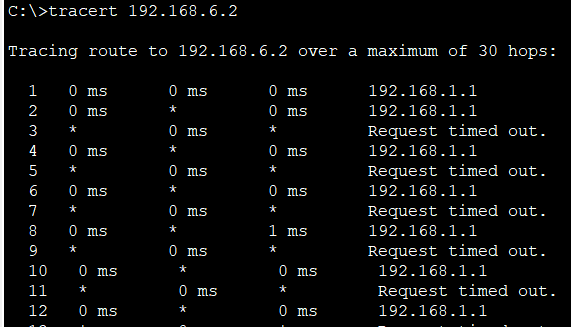 C:\>tracert 192.168.6.2
Tracing route to 192.168.6.2 over a maximum of 30 hops:
1 0 ms 0 ms 0 ms 192.168.1.1
2 0 ms * 0 ms 192.168.1.1
3 * 0 ms * Request timed out.
4 0 ms * 0 ms 192.168.1.1
5 * 0 ms * Request timed out.
6 0 ms * 0 ms 192.168.1.1
7 * 0 ms * Request timed out.
8 0 ms * 1 ms 192.168.1.1
9 * 0 ms * Request timed out.
10 0 ms * 0 ms 192.168.1.1
11 * 0 ms * Request timed out.
12 0 ms * 0 ms 192.168.1.1